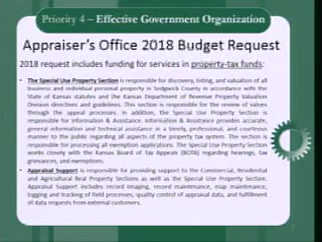 Priority 4 – Effective Government Organization
Appraiser's Office 2018 Budget Request
2018 request includes funding for services in property-tax funds:
• The Special Use Property Section is responsible for discovery, listing, and valuation of all
business and individual personal property in Sedgwick County in accordance with the
State of Kansas statutes and the Kansas Department of Revenue Property Valuation
Division directives and guidelines. This section is responsible for the review of values
through the appeal processes. In addition, the Special Use Property Section is
responsible for Information & Assistance. Information & Assistance provides accurate,
general information and technical assistance in a timely, professional, and courteous
manner to the public regarding all aspects of the property tax system. The section is
responsible for processing all exemption applications. The Special Use Property Section
works closely with the Kansas Board of Tax Appeals (BOTA) regarding hearings, tax
grievances, and exemptions.
• Appraisal Support is responsible for providing support to the Commercial, Residential
and Agricultural Real Property Sections as well as the Special Use Property Section.
Appraisal Support includes record imaging, record maintenance, map maintenance,
logging and tracking of field processes, quality control of appraisal data, and fulfillment
of data requests from external customers.